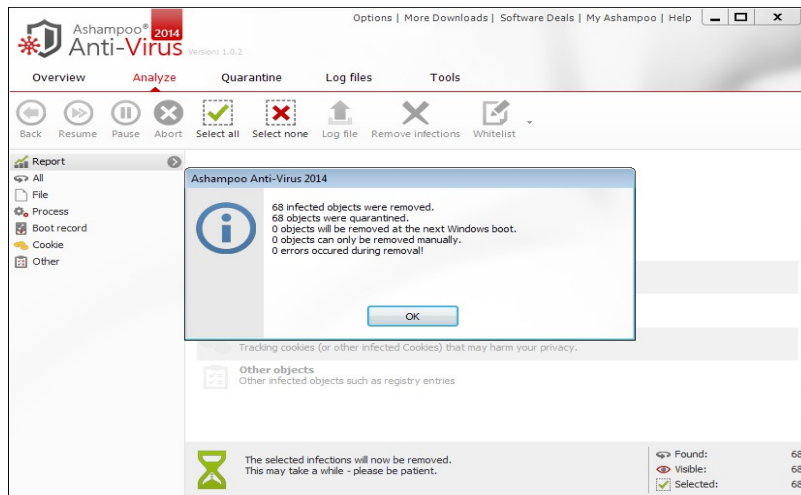 Options | More Downloads | Software Deals | My Ashampoo | Help
Ashampoo® 2014
Anti-Virus Version: 1.0.2
Overview Analyze Quarantine Log files Tools
Back Resume Pause Abort Select all Select none Log file Remove infections Whitelist
Report
All
File
Process
Boot record
Cookie
Other
Ashampoo Anti-Virus 2014
68 infected objects were removed.
68 objects were quarantined.
0 objects will be removed at the next Windows boot.
0 objects can only be removed manually.
0 errors occured during removal!
OK
Tracking cookies (or other infected Cookies) that may harm your privacy.
Other objects
Other infected objects such as registry entries
The selected infections will now be removed.
This may take a while - please be patient.
Found: 68
Visible: 68
Selected: 68